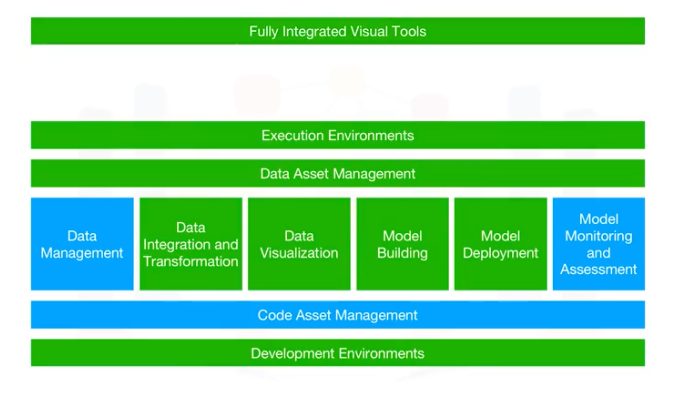 Fully Integrated Visual Tools
Execution Environments
Data Asset Management
Data
Management
Data
Integration and
Transformation
Data
Visualization
Model
Building
Model
Deployment
Model
Monitoring
and
Assessment
Code Asset Management
Development Environments